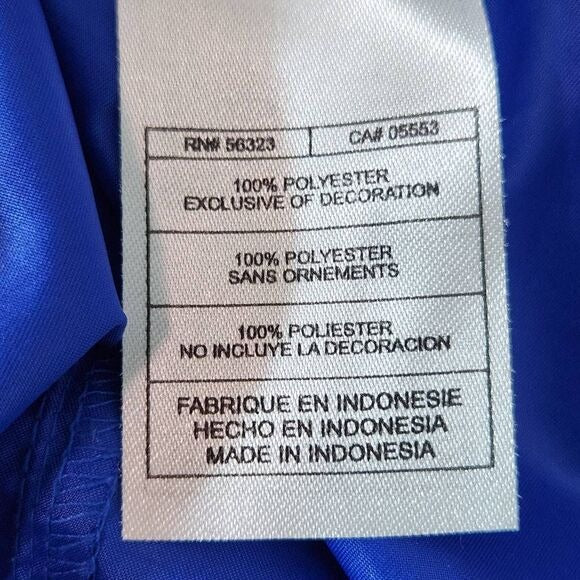 RN# 56323 CA# 05553
100% POLYESTER
EXCLUSIVE OF DECORATION
100% POLYESTER
SANS ORNEMENTS
100% POLIESTER
NO INCLUYE LA DECORACION
FABRIQUE EN INDONESIE
HECHO EN INDONESIA
MADE IN INDONESIA